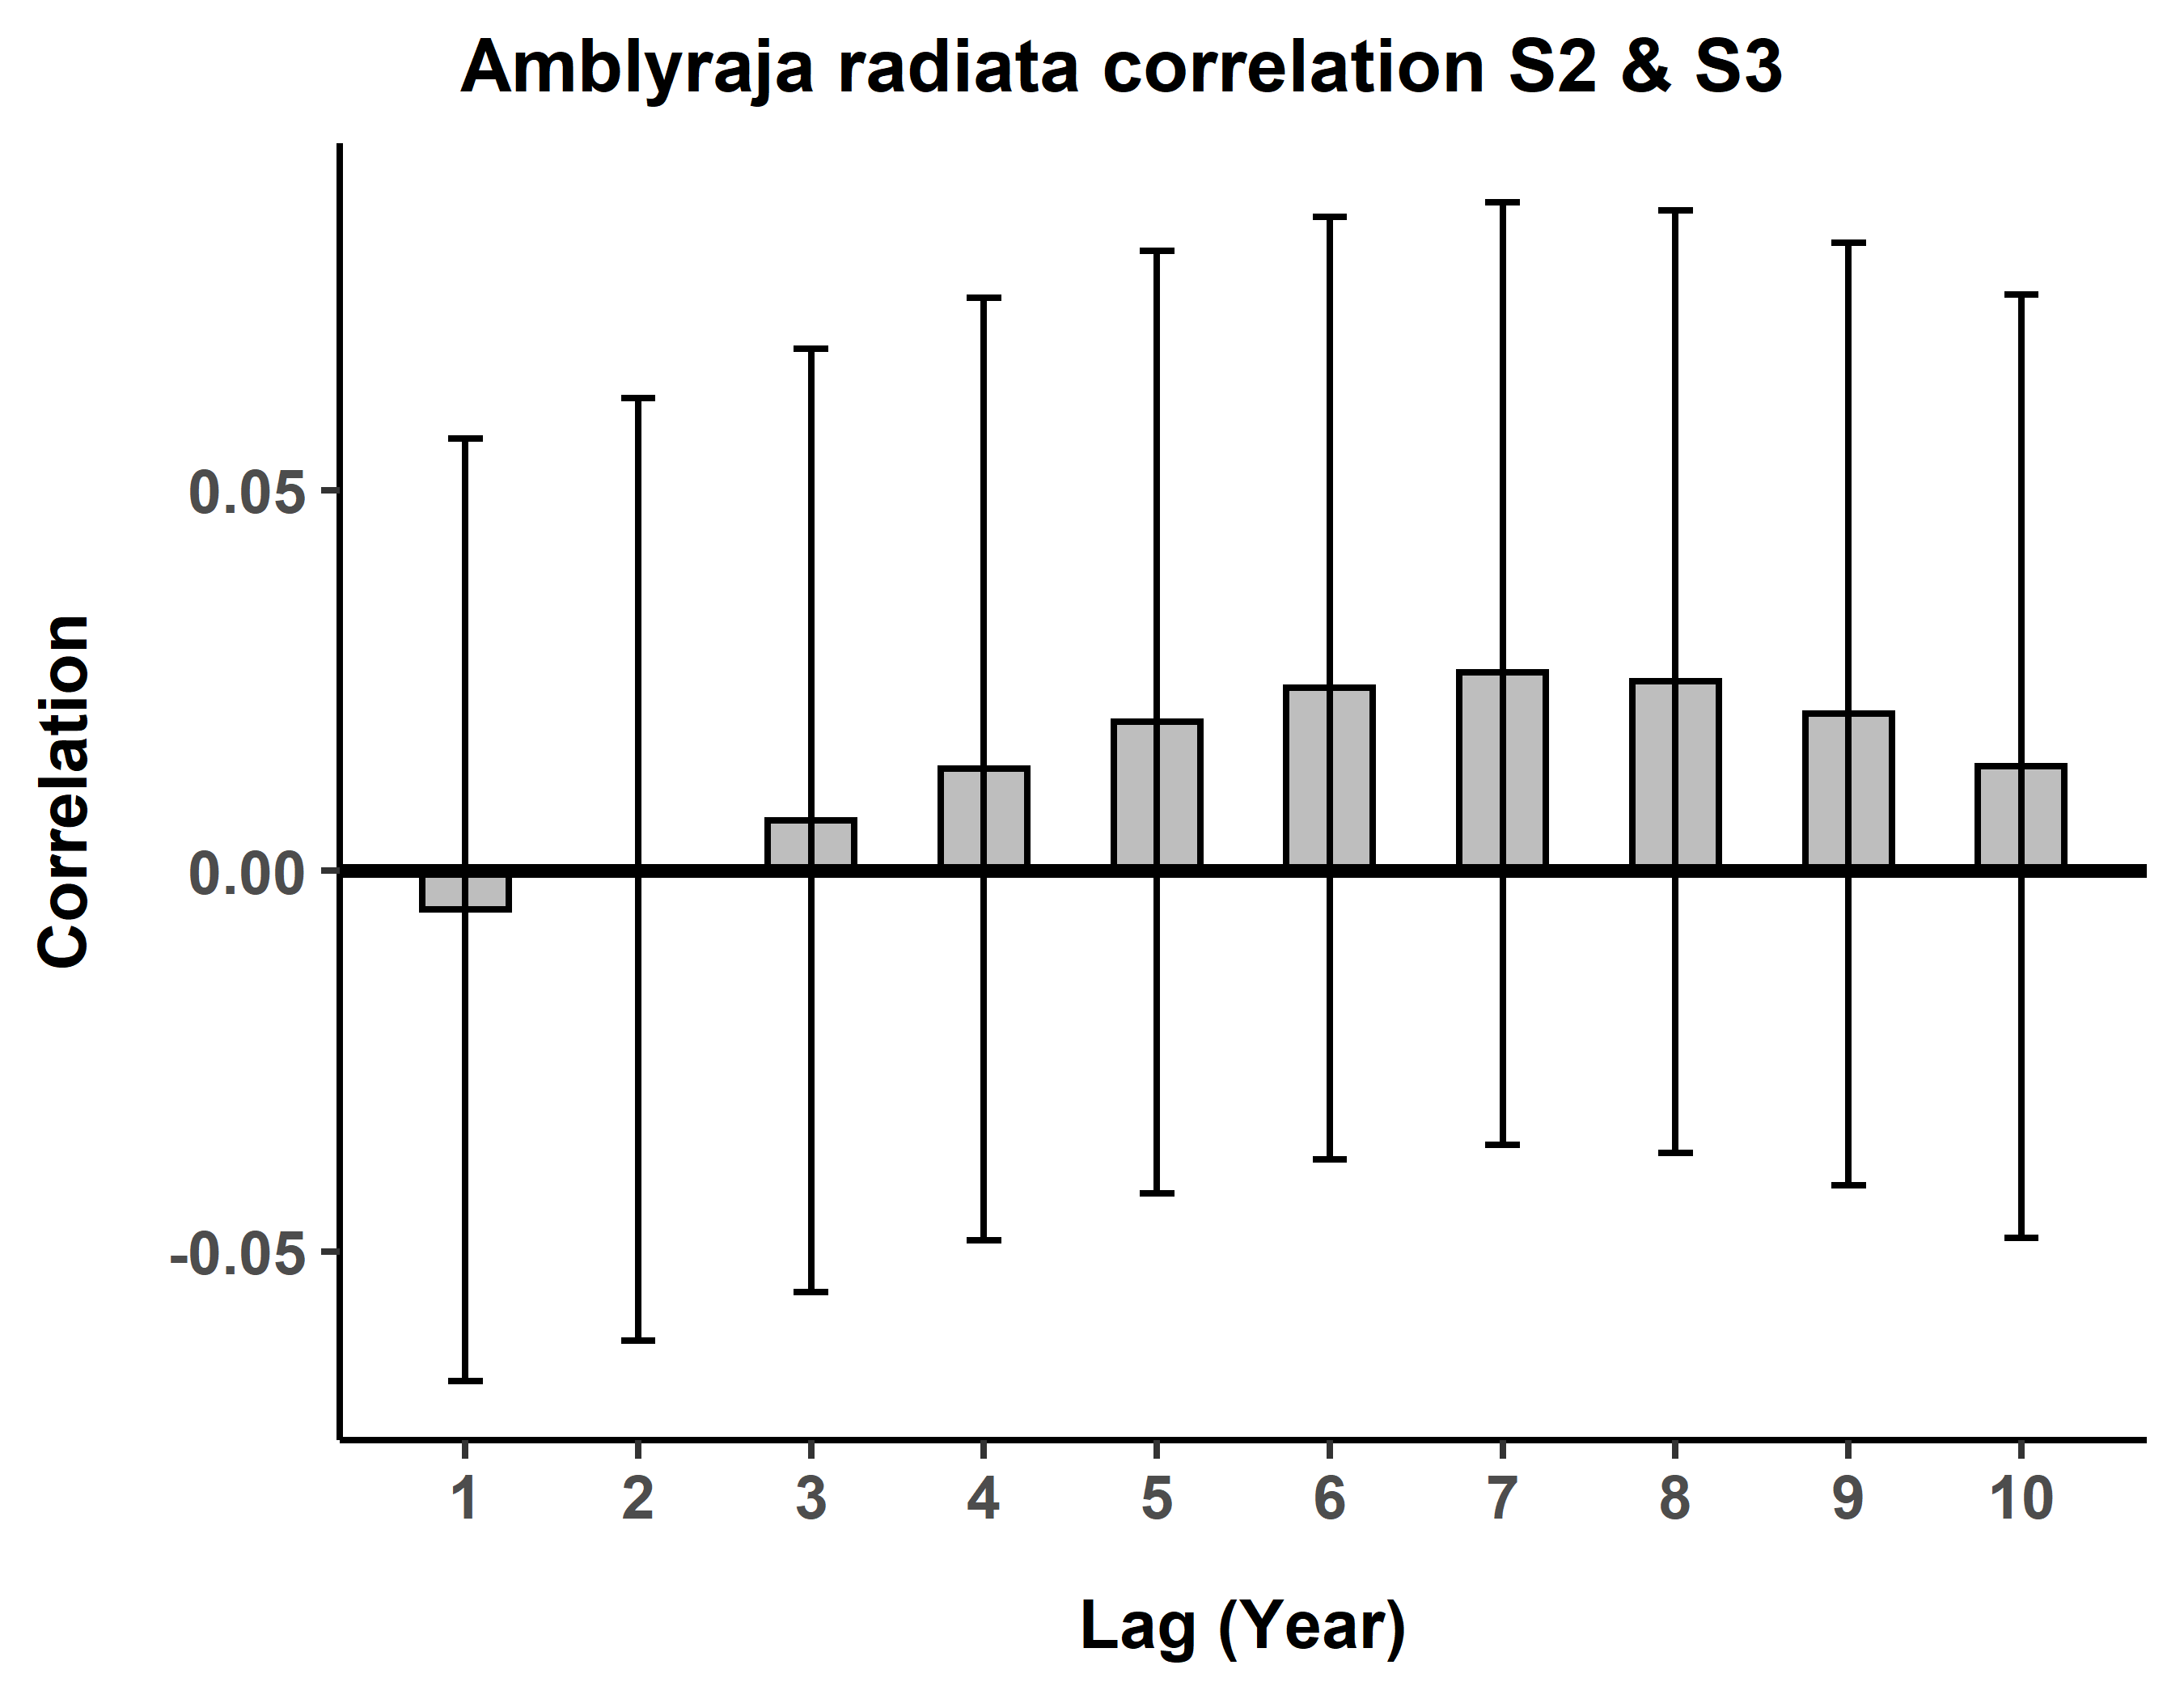 Amblyraja radiata correlation S2 & S3
Correlation
0.05
0.00
-0.05
1 2 3 4 5 6 7 8 9 10
Lag (Year)